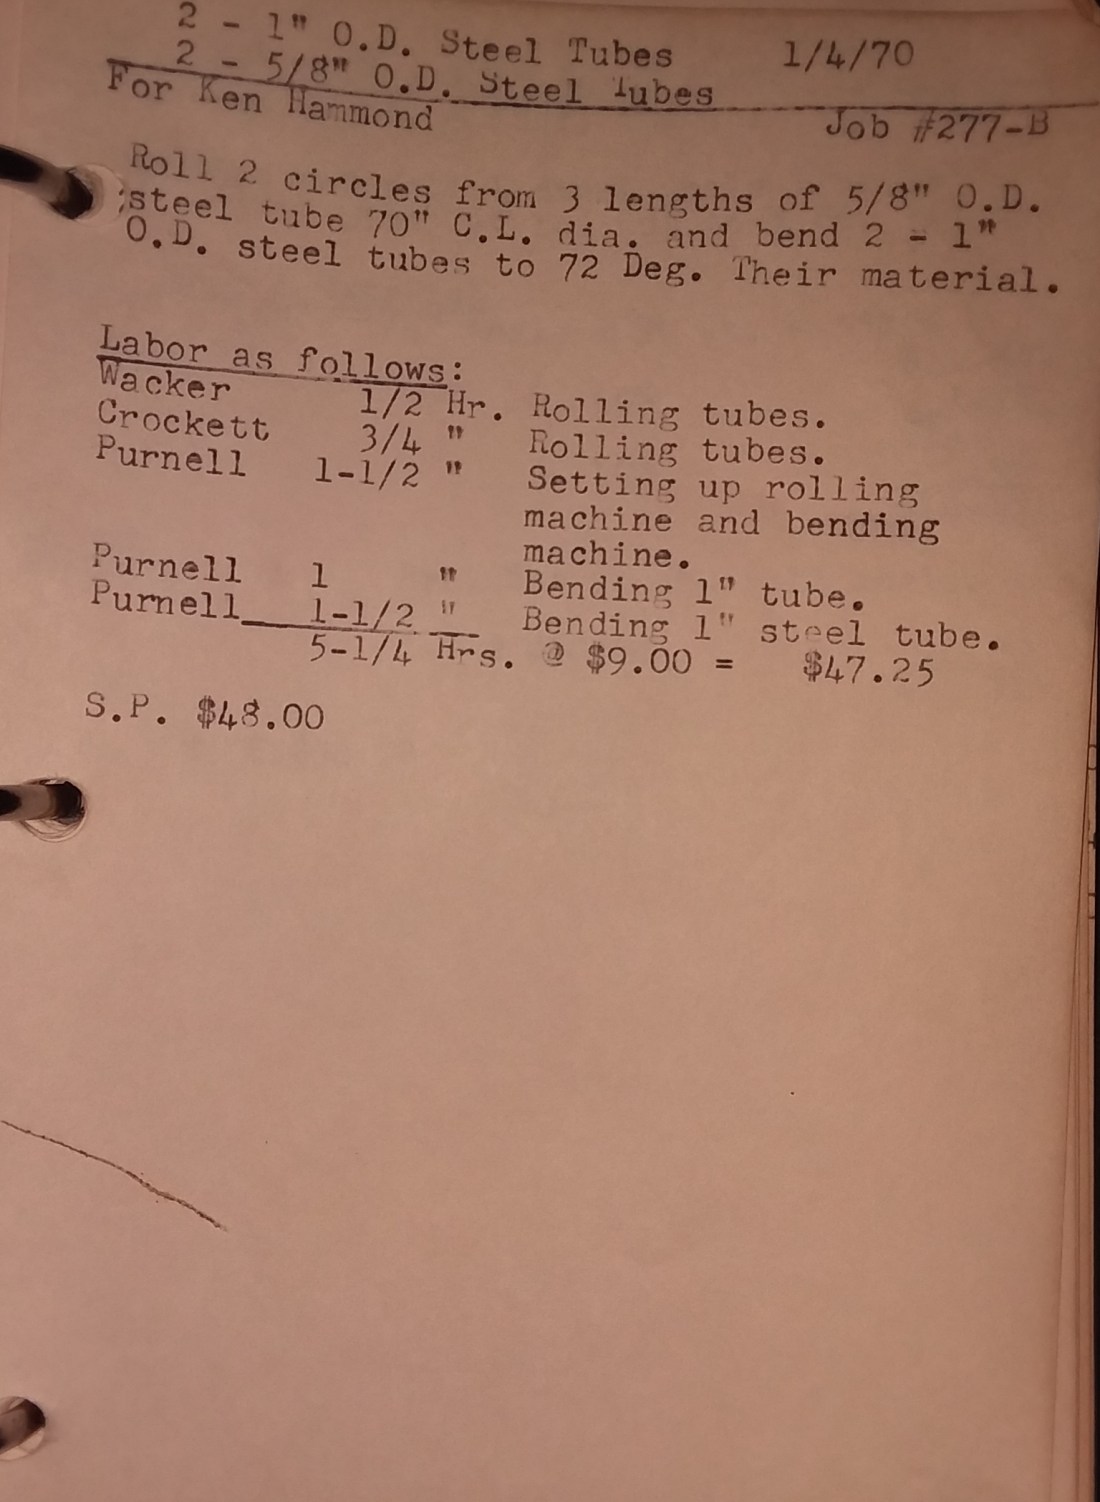 2 - 1" O.D. Steel Tubes 1/4/70
2 - 5/8" O.D. Steel Tubes
For Ken Hammond Job #277-B
Roll 2 circles from 3 lengths of 5/8" O.D.
steel tube 70" C.L. dia. and bend 2 - 1"
O.D. steel tubes to 72 Deg. Their material.
Labor as follows:
Wacker 1/2 Hr. Rolling tubes.
Crockett 3/4 " Rolling tubes.
Purnell 1-1/2 " Setting up rolling
machine and bending
machine.
Purnell 1 " Bending 1" tube.
Purnell 1-1/2 " Bending 1" steel tube.
5-1/4 Hrs. @ $9.00 = $47.25
S.P. $48.00